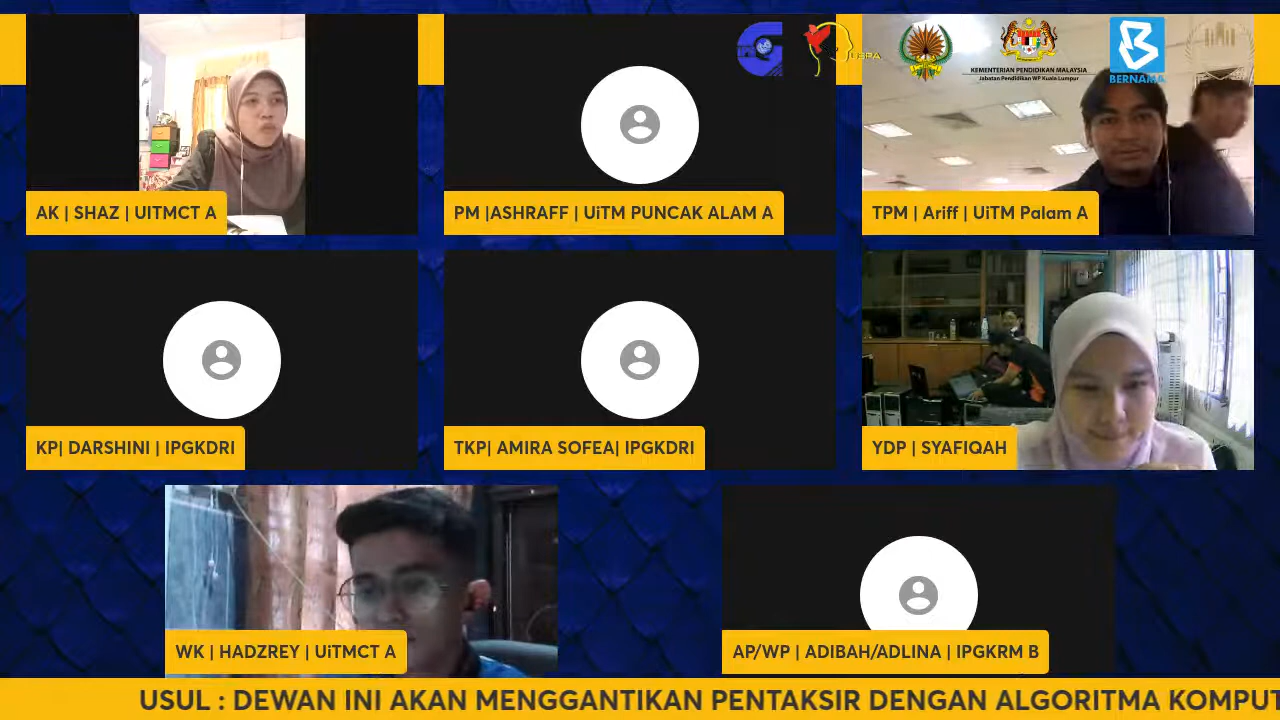 KEMENTERIAN PENDIDIKAN MALAYSIA
Jabatan Pendidikan WP Kuala Lumpur
BERNAMA
AK | SHAZ | UITMCT A
PM |ASHRAFF | UiTM PUNCAK ALAM A
TPM | Ariff | UiTM Palam A
KP| DARSHINI | IPGKDRI
TKP| AMIRA SOFEA| IPGKDRI
YDP | SYAFIQAH
WK | HADZREY | UiTMCT A
AP/WP | ADIBAH/ADLINA | IPGKRM B
USUL : DEWAN INI AKAN MENGGANTIKAN PENTAKSIR DENGAN ALGORITMA KOMPUT